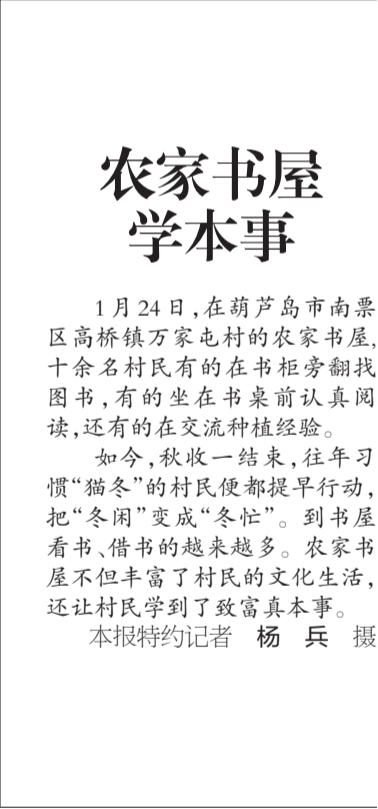 农家书屋
学本事
1月24日，在葫芦岛市南票
区高桥镇万家屯村的农家书屋，
十余名村民有的在书柜旁翻找
图书，有的坐在书桌前认真阅
读，还有的在交流种植经验。
如今，秋收一结束，往年习
惯“猫冬”的村民便都提早行动，
把“冬闲”变成“冬忙”。到书屋
看书、借书的越来越多。农家书
屋不但丰富了村民的文化生活，
还让村民学到了致富真本事。
本报特约记者 杨 兵 摄